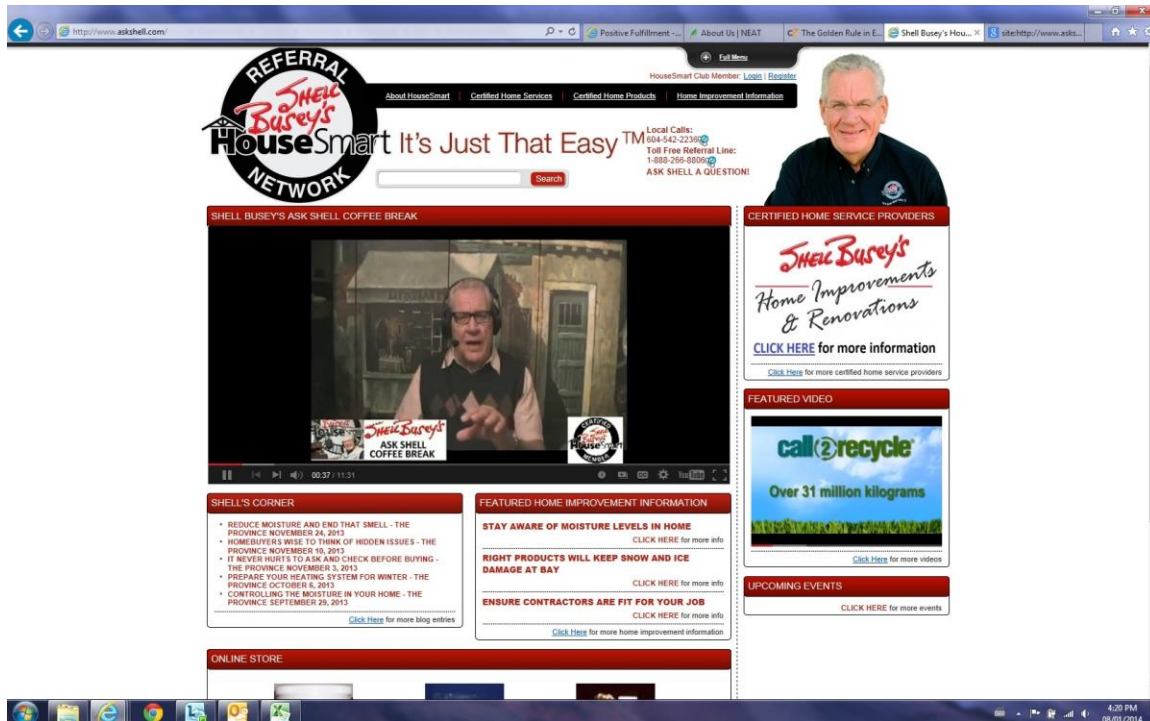 http://www.askshell.com/
Positive Fulfillment -...
About Us | NEAT
The Golden Rule in E...
Shell Busey's Hou...
site:http://www.asks...
Full Menu
HouseSmart Club Member: Login | Register
About HouseSmart
Certified Home Services
Certified Home Products
Home Improvement Information
REFERRAL
SHELL
BUSEY'S
HouseSmart
NETWORK
It's Just That Easy ™
Local Calls:
604-542-2236
Toll Free Referral Line:
1-888-266-8806
ASK SHELL A QUESTION!
Search
SHELL BUSEY'S ASK SHELL COFFEE BREAK
SHELL BUSEY'S
ASK SHELL
COFFEE BREAK
CERTIFIED
HouseSmart
MEMBER
00:37 / 11:31
CERTIFIED HOME SERVICE PROVIDERS
SHELL BUSEY'S
Home Improvements
& Renovations
CLICK HERE for more information
Click Here for more certified home service providers
FEATURED VIDEO
call2recycle
Over 31 million kilograms
Click Here for more videos
UPCOMING EVENTS
CLICK HERE for more events
SHELL'S CORNER
• REDUCE MOISTURE AND END THAT SMELL - THE
PROVINCE NOVEMBER 24, 2013
• HOMEBUYERS WISE TO THINK OF HIDDEN ISSUES - THE
PROVINCE NOVEMBER 10, 2013
• IT NEVER HURTS TO ASK AND CHECK BEFORE BUYING -
THE PROVINCE NOVEMBER 3, 2013
• PREPARE YOUR HEATING SYSTEM FOR WINTER - THE
PROVINCE OCTOBER 6, 2013
• CONTROLLING THE MOISTURE IN YOUR HOME - THE
PROVINCE SEPTEMBER 29, 2013
Click Here for more blog entries
FEATURED HOME IMPROVEMENT INFORMATION
STAY AWARE OF MOISTURE LEVELS IN HOME
CLICK HERE for more info
RIGHT PRODUCTS WILL KEEP SNOW AND ICE
DAMAGE AT BAY
CLICK HERE for more info
ENSURE CONTRACTORS ARE FIT FOR YOUR JOB
CLICK HERE for more info
Click Here for more home improvement information
ONLINE STORE
4:20 PM
08/01/2014